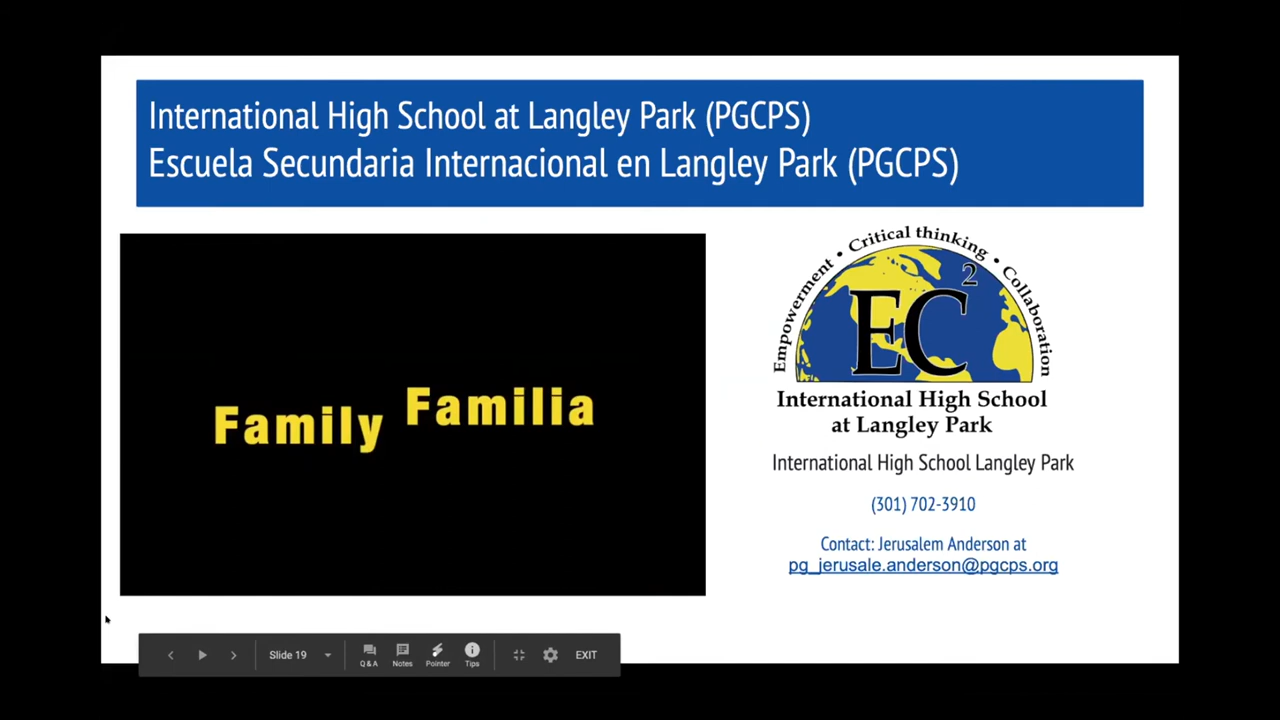 International High School at Langley Park (PGCPS)
Escuela Secundaria Internacional en Langley Park (PGCPS)
Family Familia
Empowerment • Critical thinking • Collaboration
EC²
International High School
at Langley Park
International High School Langley Park
(301) 702-3910
Contact: Jerusalem Anderson at
pg_jerusale.anderson@pgcps.org
Slide 19
Q & A
Notes
Pointer
Tips
EXIT